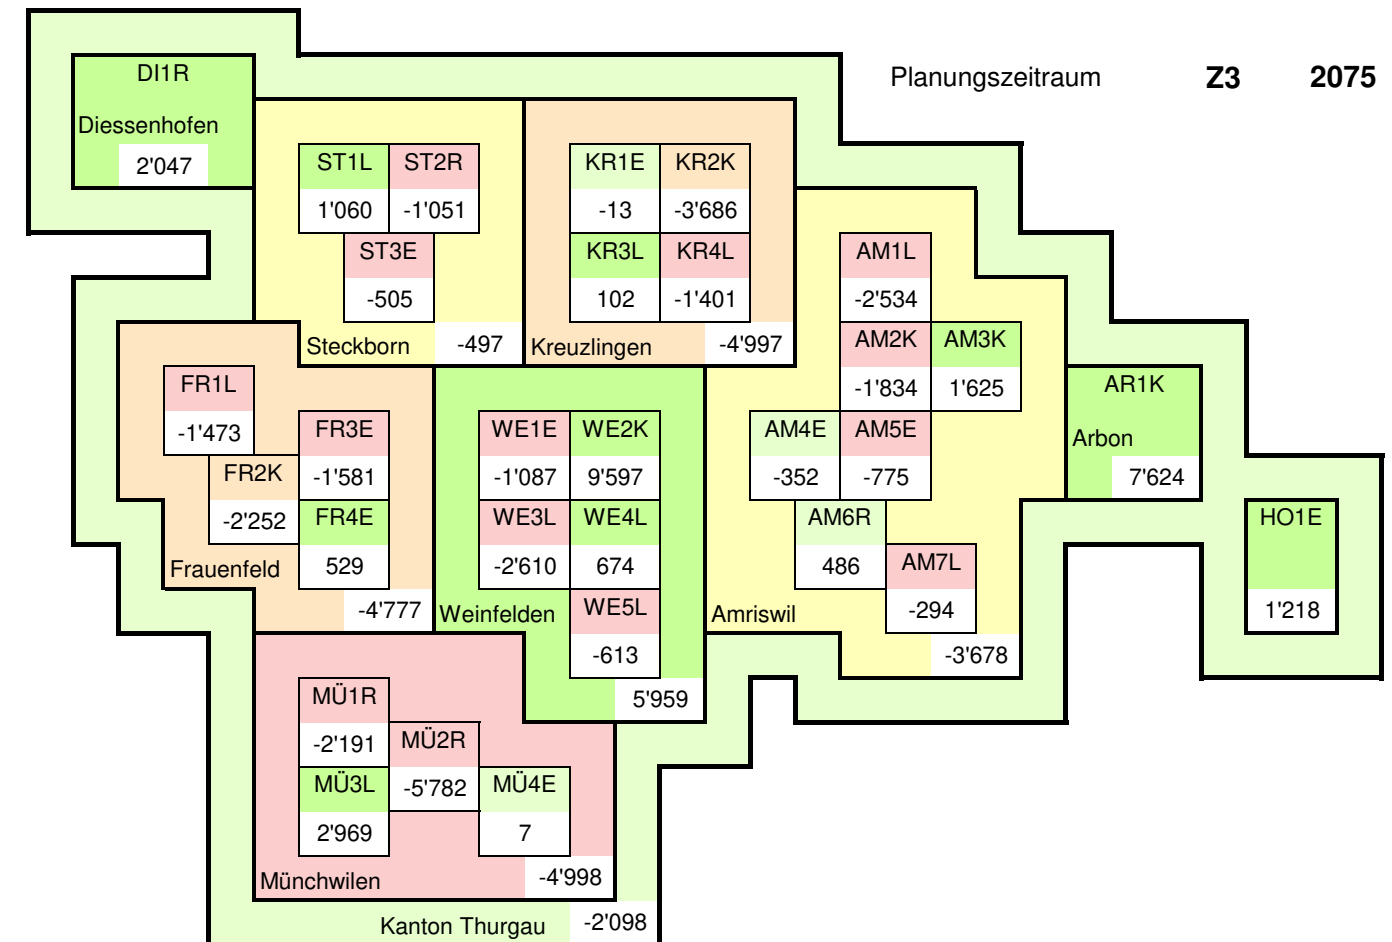 Planungszeitraum Z3 2075
DI1R
Diessenhofen
2'047
ST1L ST2R
1'060 -1'051
ST3E
-505
Steckborn -497
KR1E KR2K
-13 -3'686
KR3L KR4L
102 -1'401
Kreuzlingen -4'997
AM1L
-2'534
AM2K AM3K
-1'834 1'625
AM4E AM5E
-352 -775
AM6R
486
AM7L
-294
Amriswil
-3'678
AR1K
Arbon
7'624
HO1E
1'218
FR1L
-1'473
FR3E
-1'581
FR2K
-2'252
FR4E
529
Frauenfeld
-4'777
WE1E WE2K
-1'087 9'597
WE3L WE4L
-2'610 674
WE5L
-613
Weinfelden
5'959
MÜ1R
-2'191
MÜ2R
-5'782
MÜ3L MÜ4E
2'969 7
Münchwilen -4'998
Kanton Thurgau -2'098